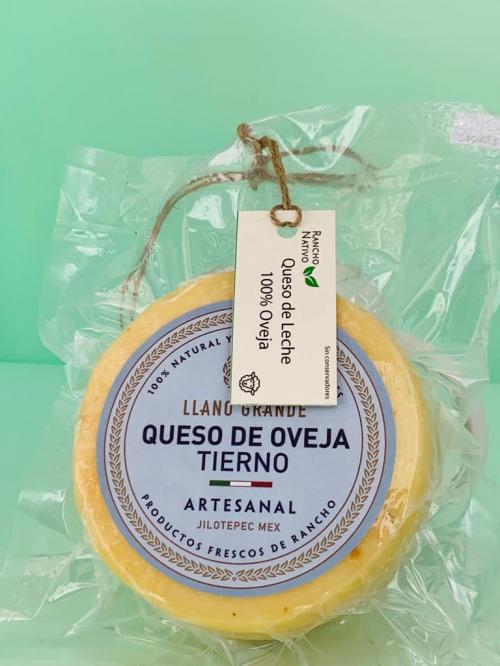 RANCHO
NATIVO
Queso de Leche
100% Oveja
Sin conservadores
100% NATURAL Y
LLANO GRANDE
QUESO DE OVEJA
TIERNO
ARTESANAL
JILOTEPEC MEX
PRODUCTOS FRESCOS DE RANCHO